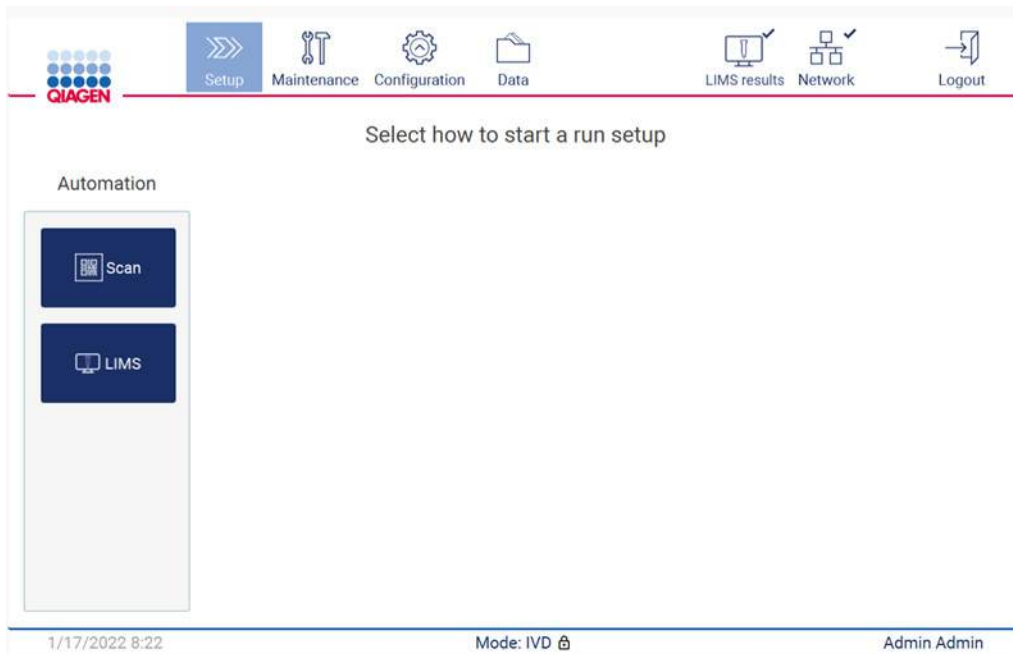 QIAGEN
Setup
Maintenance
Configuration
Data
LIMS results
Network
Logout
Select how to start a run setup
Automation
Scan
LIMS
1/17/2022 8:22
Mode: IVD
Admin Admin